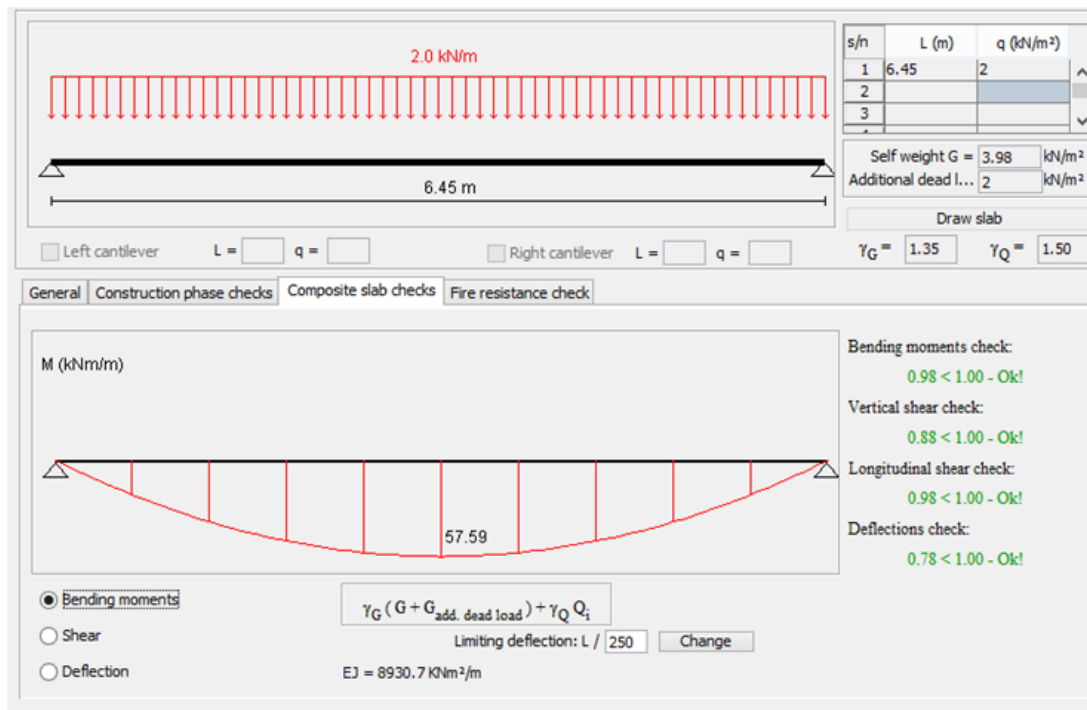 2.0 kN/m
6.45 m
s/n L (m) q (kN/m²)
1 6.45 2
2
3
Self weight G = 3.98 kN/m²
Additional dead l... 2 kN/m²
Draw slab
γG = 1.35 γQ = 1.50
Left cantilever L = q = Right cantilever L = q =
General Construction phase checks Composite slab checks Fire resistance check
M (kNm/m)
57.59
Bending moments check:
0.98 < 1.00 - Ok!
Vertical shear check:
0.88 < 1.00 - Ok!
Longitudinal shear check:
0.98 < 1.00 - Ok!
Deflections check:
0.78 < 1.00 - Ok!
Bending moments
Shear
Deflection
γG (G + Gadd. dead load) + γQ Qi
Limiting deflection: L / 250 Change
EJ = 8930.7 KNm²/m